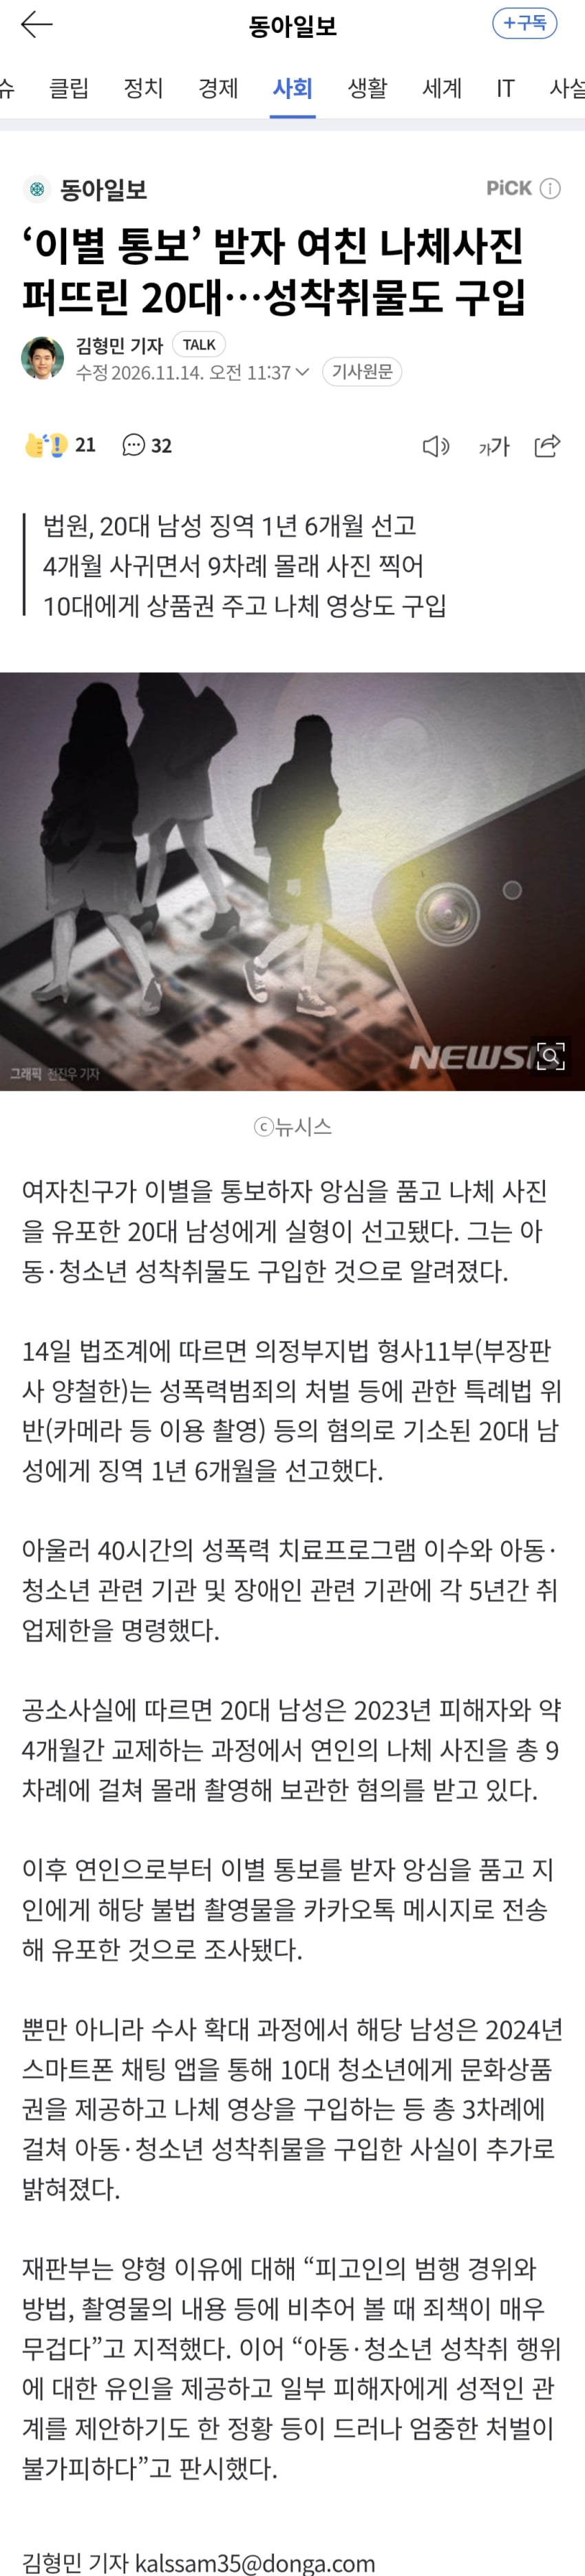 동아일보
+구독
슈 클립 정치 경제 사회 생활 세계 IT 사설
동아일보
PiCK
‘이별 통보’ 받자 여친 나체사진
퍼뜨린 20대…성착취물도 구입
김형민 기자 TALK
수정 2026.11.14. 오전 11:37 기사원문
21 32
가가
법원, 20대 남성 징역 1년 6개월 선고
4개월 사귀면서 9차례 몰래 사진 찍어
10대에게 상품권 주고 나체 영상도 구입
NEWSIS
그래픽 전진우 기자
ⓒ뉴시스
여자친구가 이별을 통보하자 앙심을 품고 나체 사진
을 유포한 20대 남성에게 실형이 선고됐다. 그는 아
동·청소년 성착취물도 구입한 것으로 알려졌다.
14일 법조계에 따르면 의정부지법 형사11부(부장판
사 양철한)는 성폭력범죄의 처벌 등에 관한 특례법 위
반(카메라 등 이용 촬영) 등의 혐의로 기소된 20대 남
성에게 징역 1년 6개월을 선고했다.
아울러 40시간의 성폭력 치료프로그램 이수와 아동·
청소년 관련 기관 및 장애인 관련 기관에 각 5년간 취
업제한을 명령했다.
공소사실에 따르면 20대 남성은 2023년 피해자와 약
4개월간 교제하는 과정에서 연인의 나체 사진을 총 9
차례에 걸쳐 몰래 촬영해 보관한 혐의를 받고 있다.
이후 연인으로부터 이별 통보를 받자 앙심을 품고 지
인에게 해당 불법 촬영물을 카카오톡 메시지로 전송
해 유포한 것으로 조사됐다.
뿐만 아니라 수사 확대 과정에서 해당 남성은 2024년
스마트폰 채팅 앱을 통해 10대 청소년에게 문화상품
권을 제공하고 나체 영상을 구입하는 등 총 3차례에
걸쳐 아동·청소년 성착취물을 구입한 사실이 추가로
밝혀졌다.
재판부는 양형 이유에 대해 “피고인의 범행 경위와
방법, 촬영물의 내용 등에 비추어 볼 때 죄책이 매우
무겁다”고 지적했다. 이어 “아동·청소년 성착취 행위
에 대한 유인을 제공하고 일부 피해자에게 성적인 관
계를 제안하기도 한 정황 등이 드러나 엄중한 처벌이
불가피하다”고 판시했다.
김형민 기자 kalssam35@donga.com